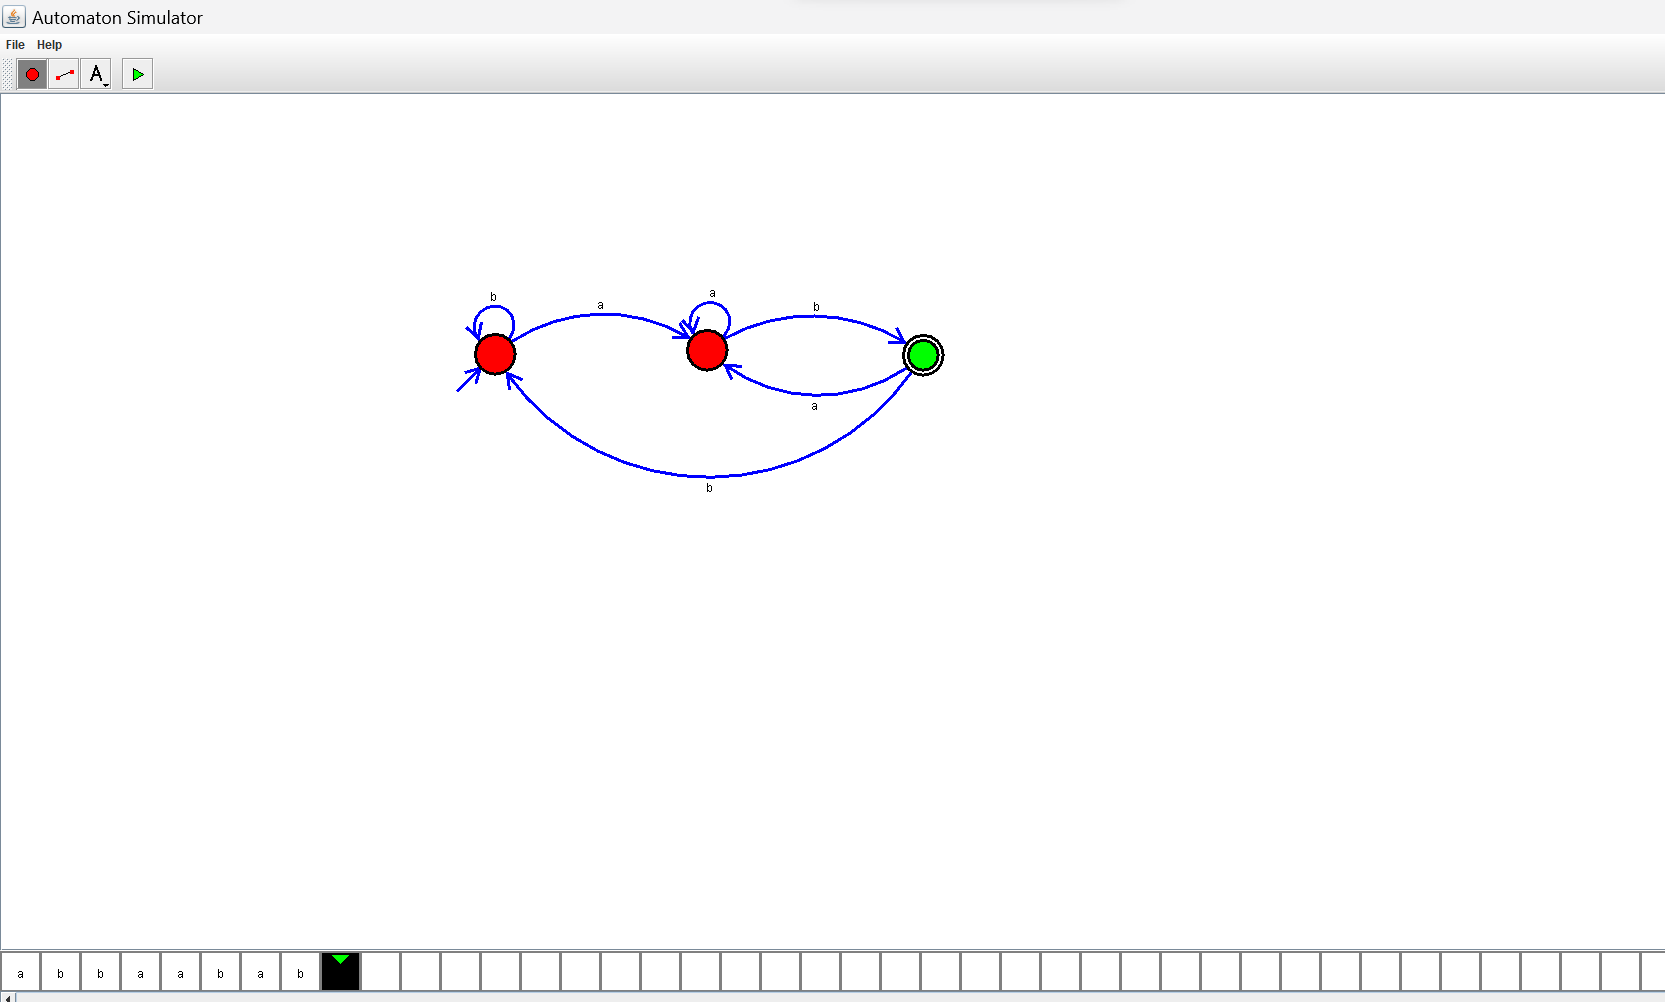 Automaton Simulator
File Help
A
b a a b
a
b
a b b a a b a b